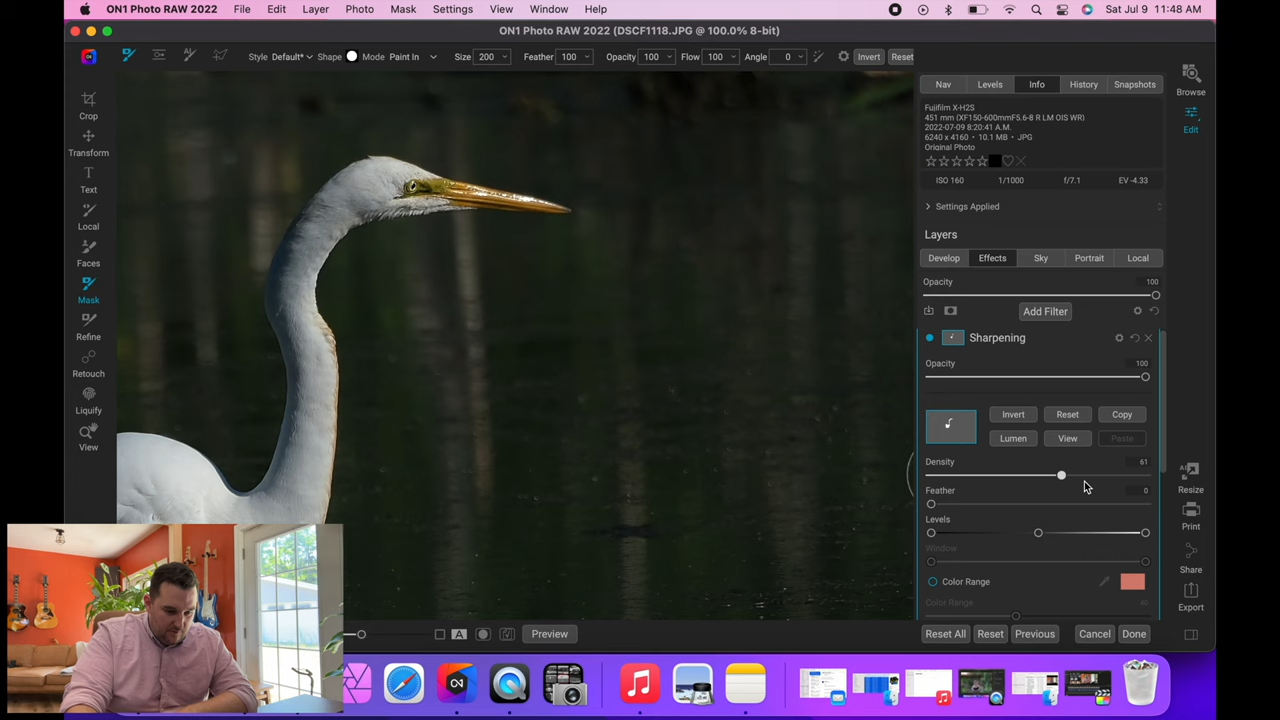 ON1 Photo RAW 2022 File Edit Layer Photo Mask Settings View Window Help Sat Jul 9 11:48 AM
ON1 Photo RAW 2022 (DSCF1118.JPG @ 100.0% 8-bit)
Style Default* Shape Mode Paint In Size 200 Feather 100 Opacity 100 Flow 100 Angle 0 Invert Reset
Crop
Transform
Text
Local
Faces
Mask
Refine
Retouch
Liquify
View
Nav Levels Info History Snapshots
Fujifilm X-H2S
451 mm (XF150-600mmF5.6-8 R LM OIS WR)
2022-07-09 8:20:41 A.M.
6240 x 4160 • 10.1 MB • JPG
Original Photo
ISO 160 1/1000 f/7.1 EV -4.33
Settings Applied
Layers
Develop Effects Sky Portrait Local
Opacity 100
Add Filter
Sharpening
Opacity 100
Invert Reset Copy
Lumen View Paste
Density 61
Feather 0
Levels
Window
Color Range
Color Range 40
Reset All Reset Previous Cancel Done
A Preview
Browse
Edit
AI
Resize
Print
Share
Export